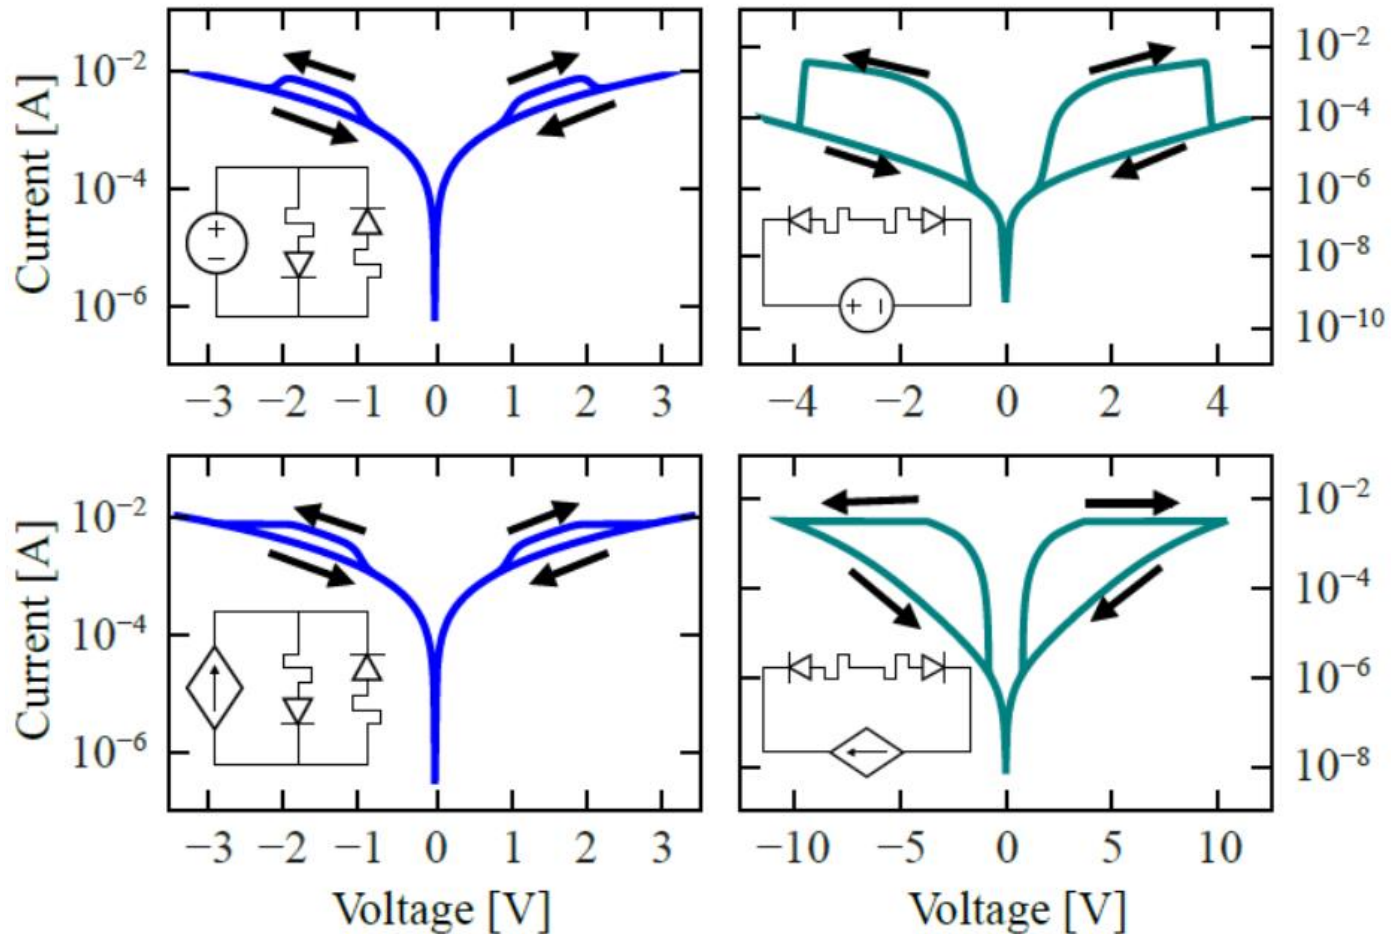 Current [A]
10⁻²
10⁻⁴
10⁻⁶
+
−
−3 −2 −1 0 1 2 3
10⁻²
10⁻⁴
10⁻⁶
10⁻⁸
10⁻¹⁰
+ −
−4 −2 0 2 4
Current [A]
10⁻²
10⁻⁴
10⁻⁶
−3 −2 −1 0 1 2 3
Voltage [V]
10⁻²
10⁻⁴
10⁻⁶
10⁻⁸
−10 −5 0 5 10
Voltage [V]